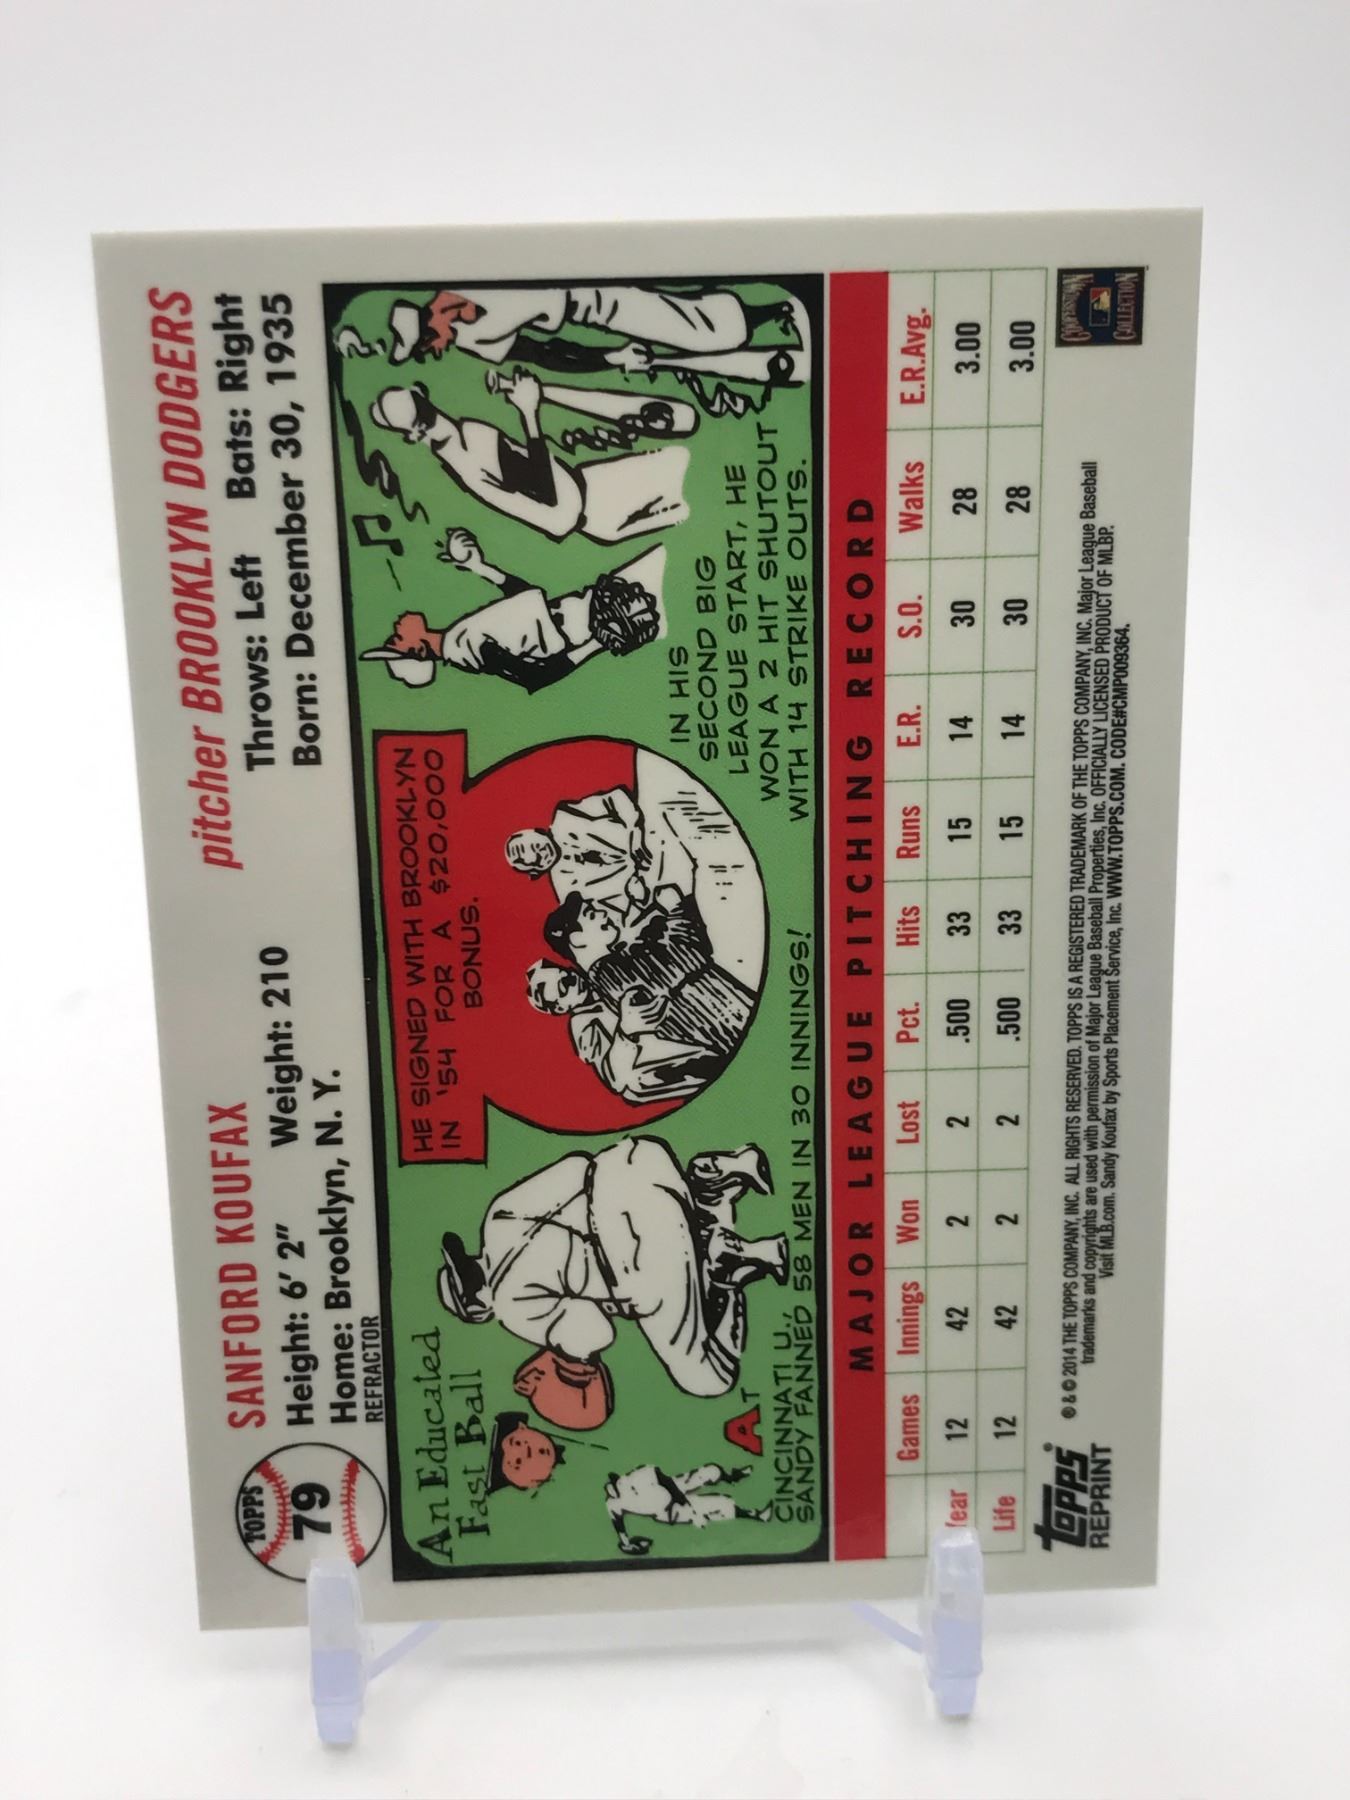 TOPPS
79
SANFORD KOUFAX
pitcher BROOKLYN DODGERS
Height: 6' 2" Weight: 210 Throws: Left Bats: Right
Home: Brooklyn, N. Y. Born: December 30, 1935
REFRACTOR
An Educated
Fast Ball
AT
CINCINNATI U.,
SANDY FANNED 58 MEN IN 30 INNINGS!
HE SIGNED WITH BROOKLYN
IN '54 FOR A $20,000
BONUS.
IN HIS
SECOND BIG
LEAGUE START, HE
WON A 2 HIT SHUTOUT
WITH 14 STRIKE OUTS.
MAJOR LEAGUE PITCHING RECORD
Games Innings Won Lost Pct. Hits Runs E.R. S.O. Walks E.R.Avg.
Year 12 42 2 2 .500 33 15 14 30 28 3.00
Life 12 42 2 2 .500 33 15 14 30 28 3.00
Topps®
REPRINT
® & © 2014 THE TOPPS COMPANY, INC. ALL RIGHTS RESERVED. TOPPS IS A REGISTERED TRADEMARK OF THE TOPPS COMPANY, INC. Major League Baseball
trademarks and copyrights are used with permission of Major League Baseball Properties, Inc. OFFICIALLY LICENSED PRODUCT OF MLBP.
Visit MLB.com. Sandy Koufax by Sports Placement Service, Inc. WWW.TOPPS.COM. CODE#CMP009364.
COOPERSTOWN
COLLECTION